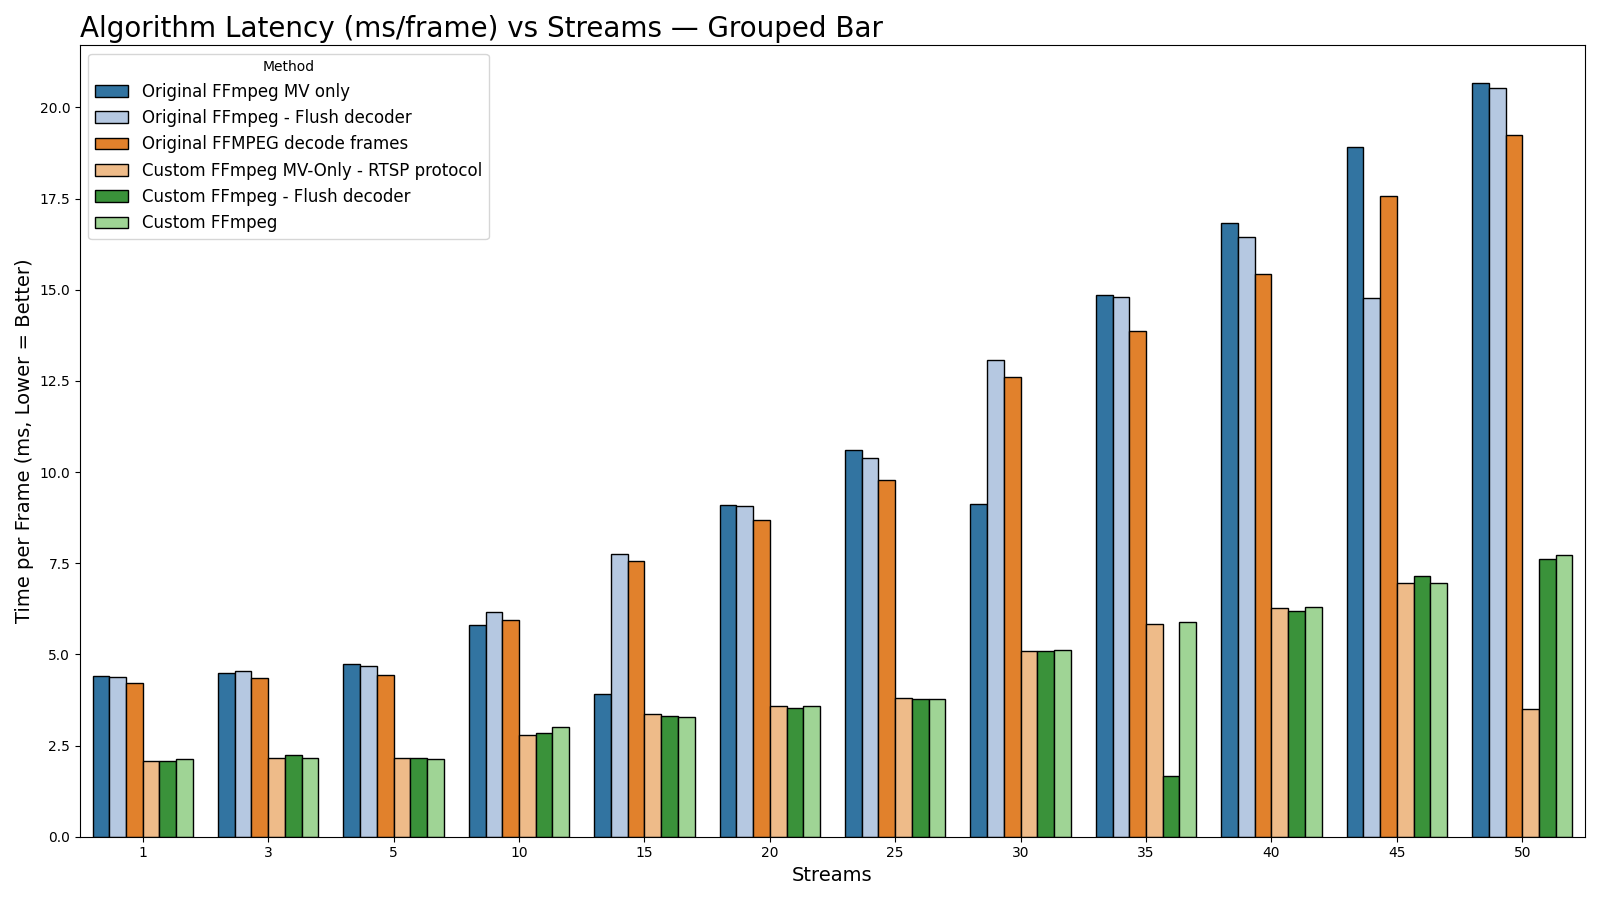 Algorithm Latency (ms/frame) vs Streams — Grouped Bar
Method
Original FFmpeg MV only
Original FFmpeg - Flush decoder
Original FFMPEG decode frames
Custom FFmpeg MV-Only - RTSP protocol
Custom FFmpeg - Flush decoder
Custom FFmpeg
Time per Frame (ms, Lower = Better)
20.0
17.5
15.0
12.5
10.0
7.5
5.0
2.5
0.0
1 3 5 10 15 20 25 30 35 40 45 50
Streams